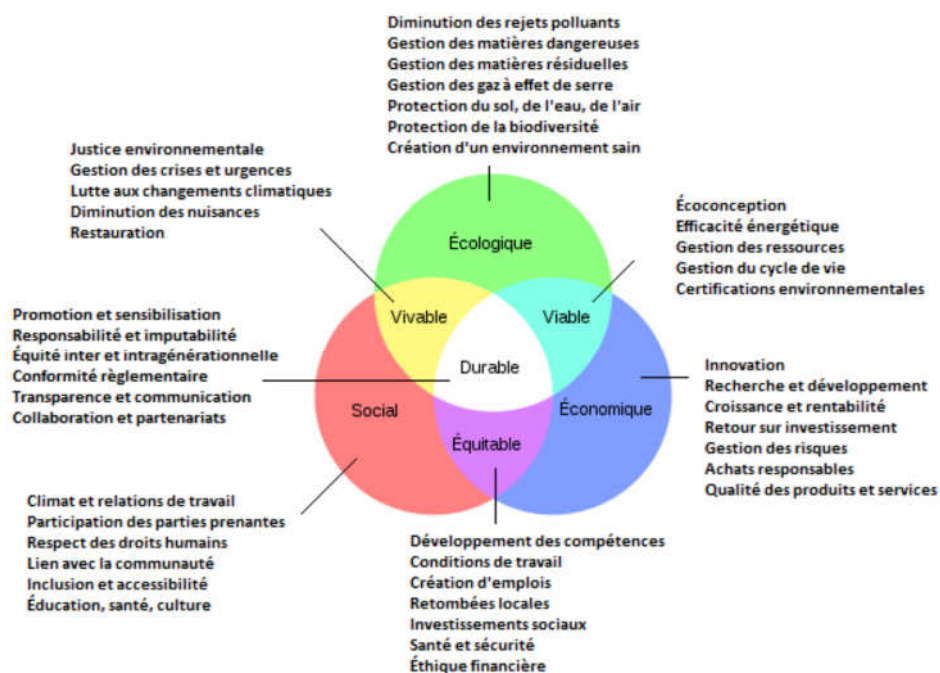 Diminution des rejets polluants
Gestion des matières dangereuses
Gestion des matières résiduelles
Gestion des gaz à effet de serre
Protection du sol, de l'eau, de l'air
Protection de la biodiversité
Création d'un environnement sain
Justice environnementale
Gestion des crises et urgences
Lutte aux changements climatiques
Diminution des nuisances
Restauration
Écoconception
Efficacité énergétique
Gestion des ressources
Gestion du cycle de vie
Certifications environnementales
Écologique
Vivable
Viable
Durable
Social
Économique
Équitable
Promotion et sensibilisation
Responsabilité et imputabilité
Équité inter et intragénérationnelle
Conformité règlementaire
Transparence et communication
Collaboration et partenariats
Innovation
Recherche et développement
Croissance et rentabilité
Retour sur investissement
Gestion des risques
Achats responsables
Qualité des produits et services
Climat et relations de travail
Participation des parties prenantes
Respect des droits humains
Lien avec la communauté
Inclusion et accessibilité
Éducation, santé, culture
Développement des compétences
Conditions de travail
Création d'emplois
Retombées locales
Investissements sociaux
Santé et sécurité
Éthique financière